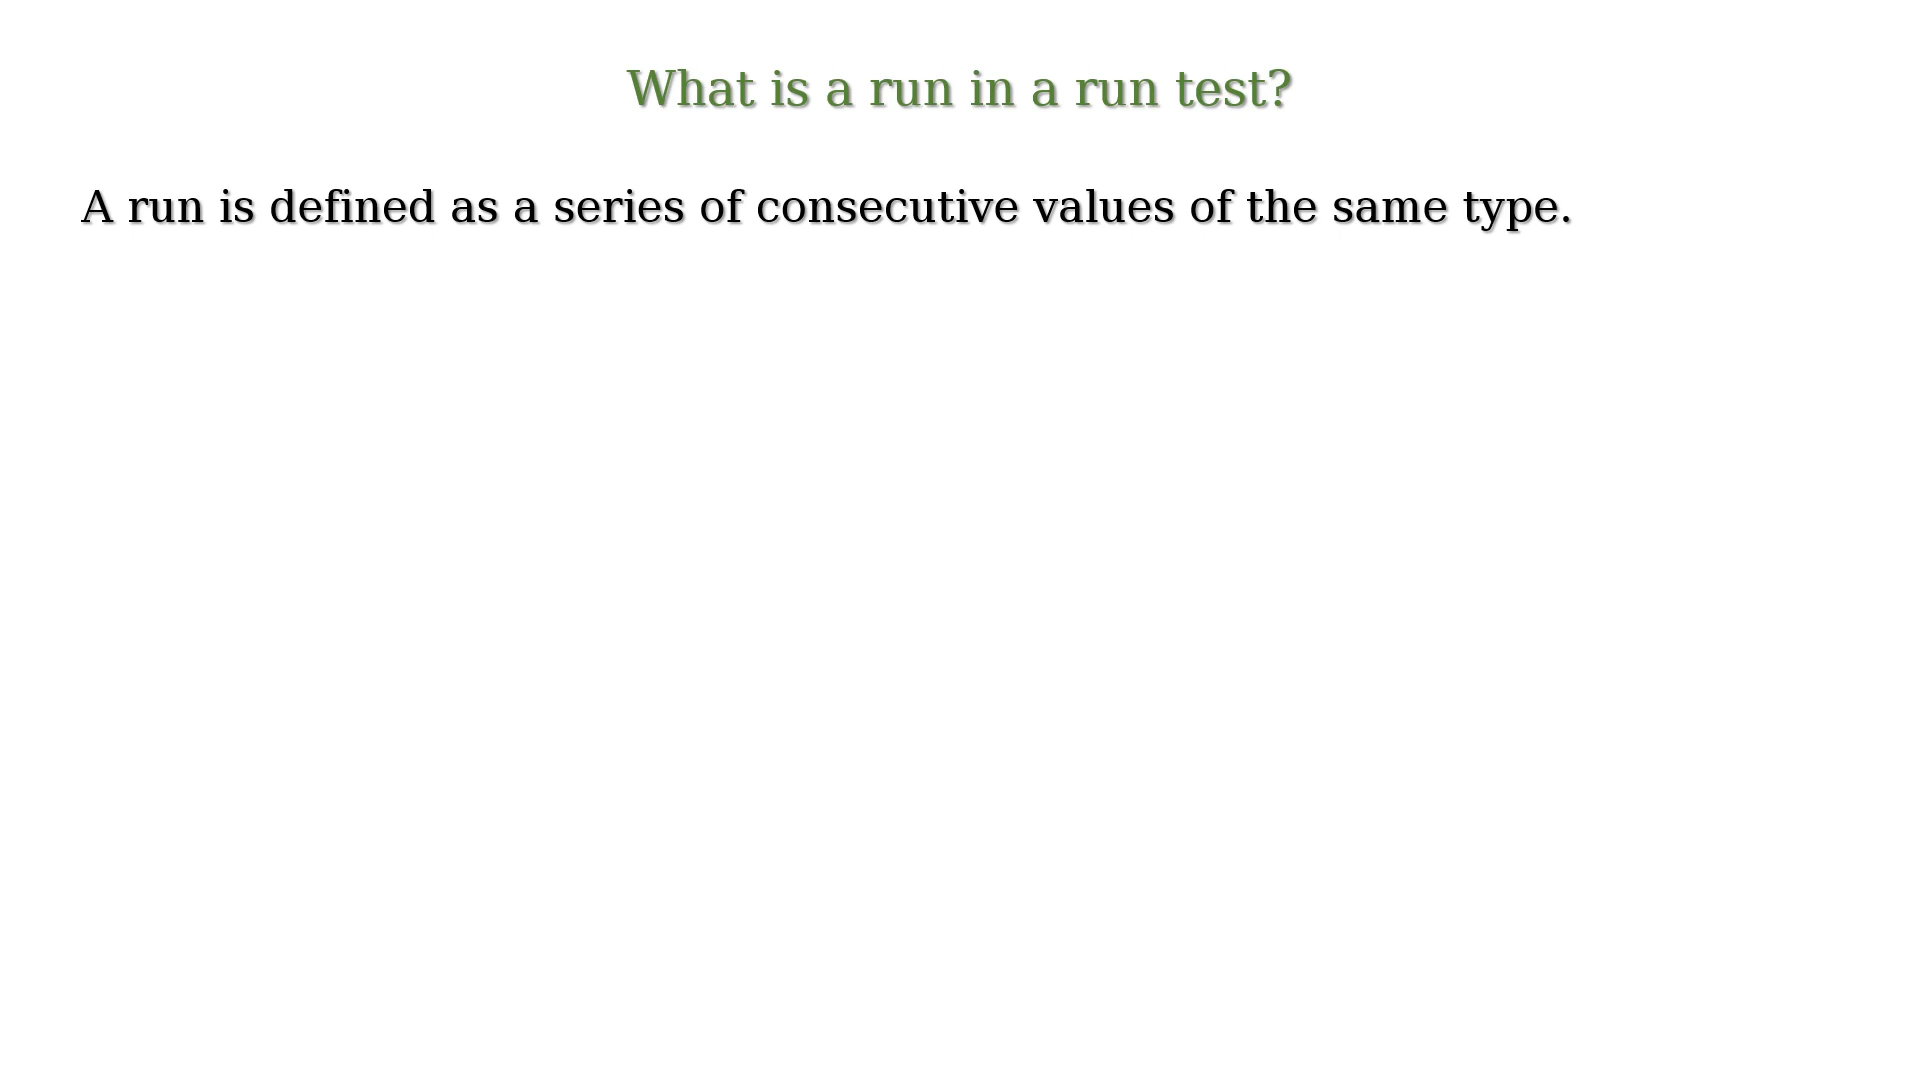 What is a run in a run test?
A run is defined as a series of consecutive values of the same type.